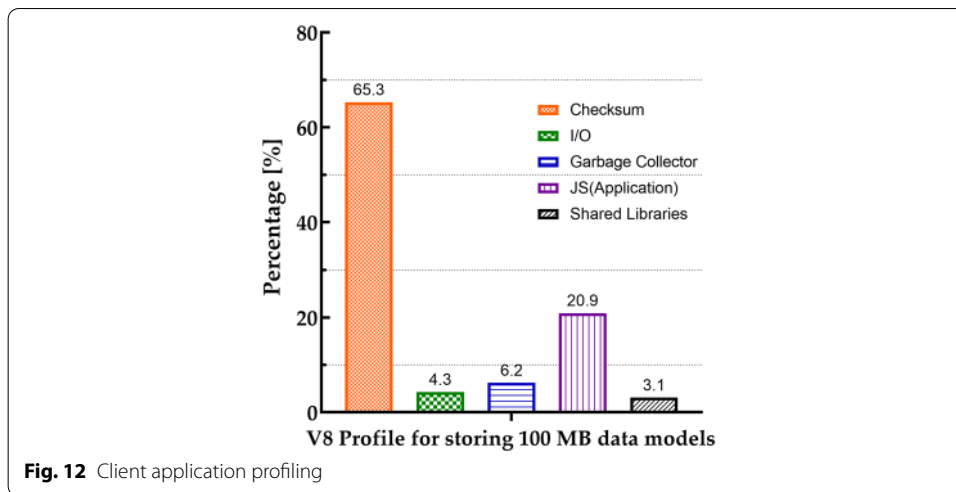 80
60
40
20
0
Percentage [%]
65.3
4.3
6.2
20.9
3.1
Checksum
I/O
Garbage Collector
JS(Application)
Shared Libraries
V8 Profile for storing 100 MB data models
Fig. 12 Client application profiling